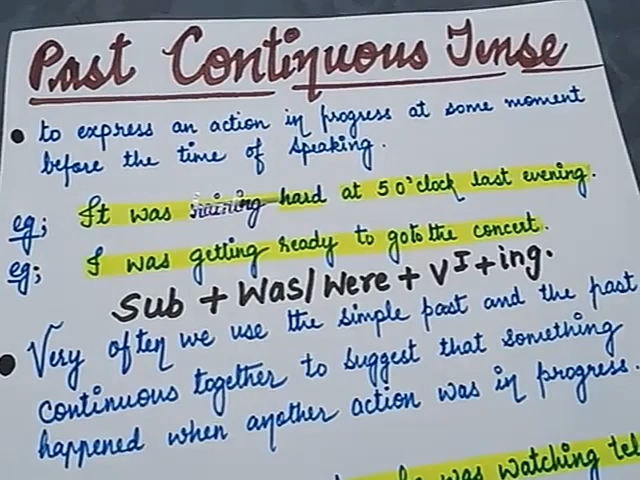 Past Continuous Tense
• to express an action in progress at some moment
before the time of speaking.
eg; It was raining hard at 5 o'clock last evening.
eg; I was getting ready to go to the concert.
Sub + Was/Were + VI + ing.
• Very often we use the simple past and the past
continuous together to suggest that something
happened when another action was in progress.
was watching tel